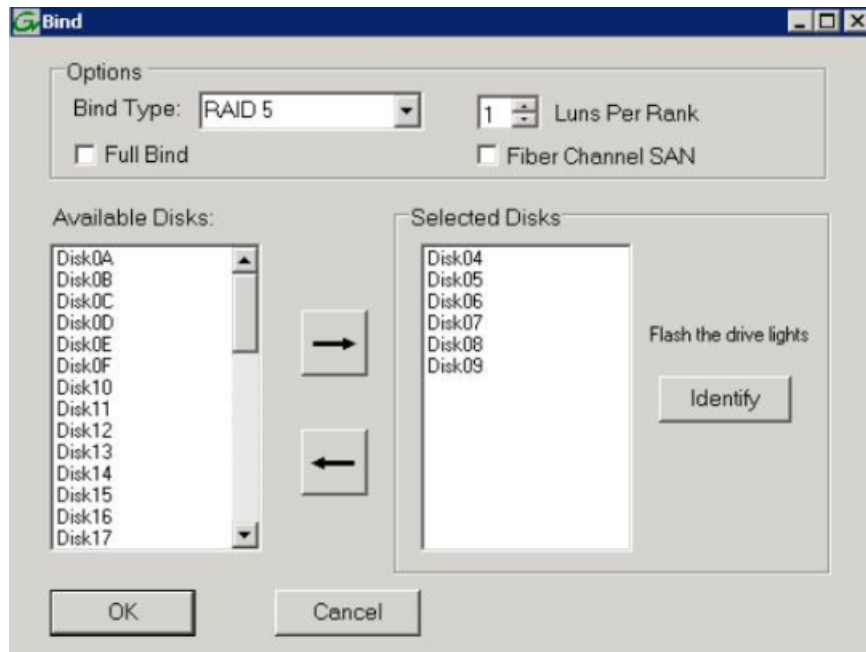 Bind
Options
Bind Type: RAID 5
1 Luns Per Rank
Full Bind
Fiber Channel SAN
Available Disks:
Disk0A
Disk0B
Disk0C
Disk0D
Disk0E
Disk0F
Disk10
Disk11
Disk12
Disk13
Disk14
Disk15
Disk16
Disk17
Selected Disks
Disk04
Disk05
Disk06
Disk07
Disk08
Disk09
Flash the drive lights
Identify
OK
Cancel